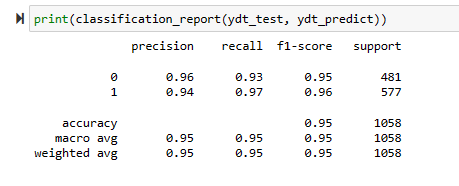 print(classification_report(ydt_test, ydt_predict))
precision recall f1-score support
0 0.96 0.93 0.95 481
1 0.94 0.97 0.96 577
accuracy 0.95 1058
macro avg 0.95 0.95 0.95 1058
weighted avg 0.95 0.95 0.95 1058